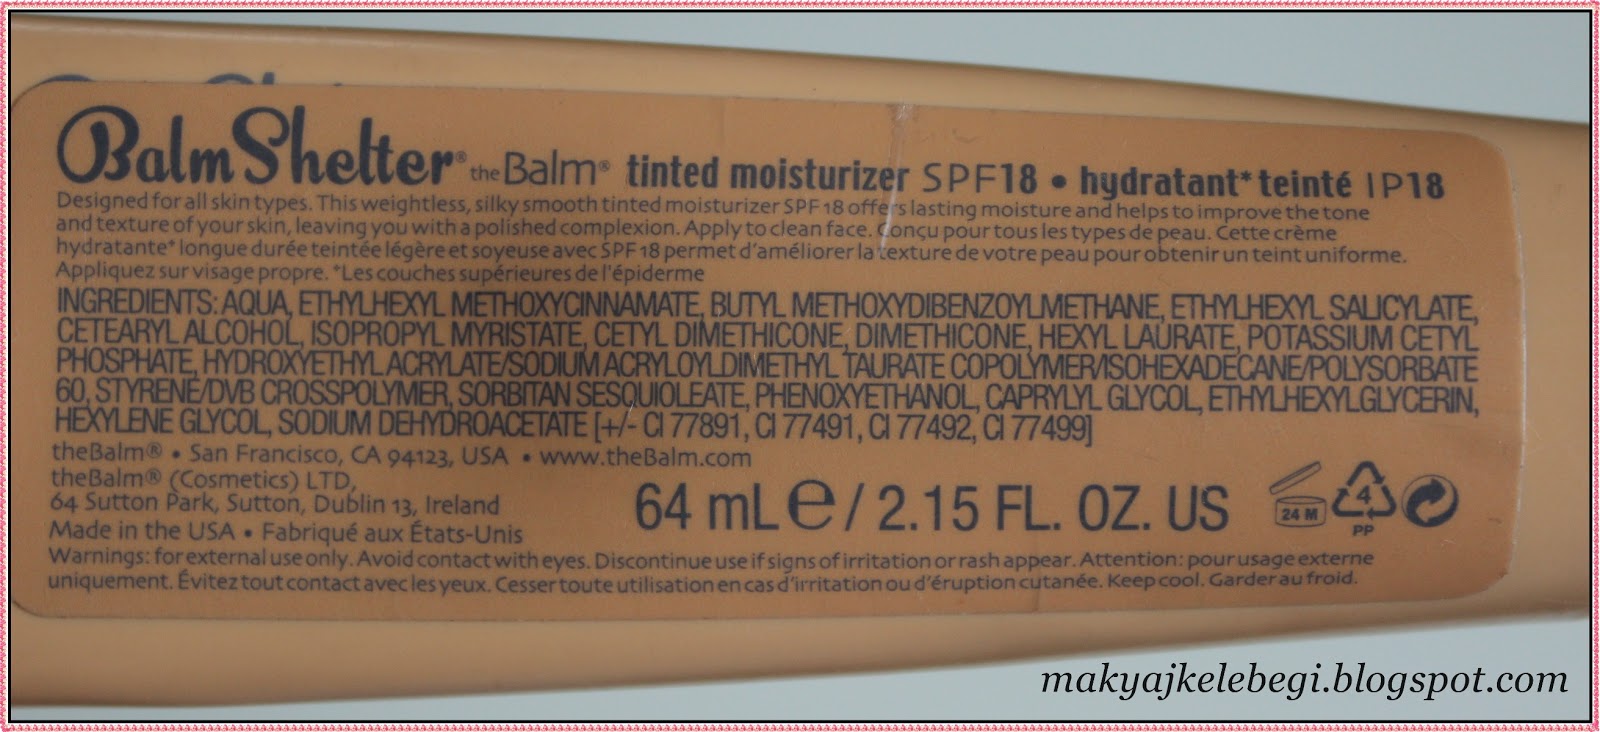 BalmShelter® theBalm® tinted moisturizer SPF18 • hydratant* teinté IP18
Designed for all skin types. This weightless, silky smooth tinted moisturizer SPF 18 offers lasting moisture and helps to improve the tone
and texture of your skin, leaving you with a polished complexion. Apply to clean face. Conçu pour tous les types de peau. Cette crème
hydratante* longue durée teintée légère et soyeuse avec SPF 18 permet d'améliorer la texture de votre peau pour obtenir un teint uniforme.
Appliquez sur visage propre. *Les couches supérieures de l'épiderme
INGREDIENTS: AQUA, ETHYLHEXYL METHOXYCINNAMATE, BUTYL METHOXYDIBENZOYLMETHANE, ETHYLHEXYL SALICYLATE,
CETEARYL ALCOHOL, ISOPROPYL MYRISTATE, CETYL DIMETHICONE, DIMETHICONE, HEXYL LAURATE, POTASSIUM CETYL
PHOSPHATE, HYDROXYETHYL ACRYLATE/SODIUM ACRYLOYLDIMETHYL TAURATE COPOLYMER/ISOHEXADECANE/POLYSORBATE
60, STYRENE/DVB CROSSPOLYMER, SORBITAN SESQUIOLEATE, PHENOXYETHANOL, CAPRYLYL GLYCOL, ETHYLHEXYLGLYCERIN,
HEXYLENE GLYCOL, SODIUM DEHYDROACETATE [+/- CI 77891, CI 77491, CI 77492, CI 77499]
theBalm® • San Francisco, CA 94123, USA • www.theBalm.com
theBalm® (Cosmetics) LTD,
64 Sutton Park, Sutton, Dublin 13, Ireland
Made in the USA • Fabriqué aux États-Unis
64 mL e / 2.15 FL. OZ. US
24 M
4
PP
Warnings: for external use only. Avoid contact with eyes. Discontinue use if signs of irritation or rash appear. Attention: pour usage externe
uniquement. Évitez tout contact avec les yeux. Cesser toute utilisation en cas d'irritation ou d'éruption cutanée. Keep cool. Garder au froid.
makyajkelebegi.blogspot.com